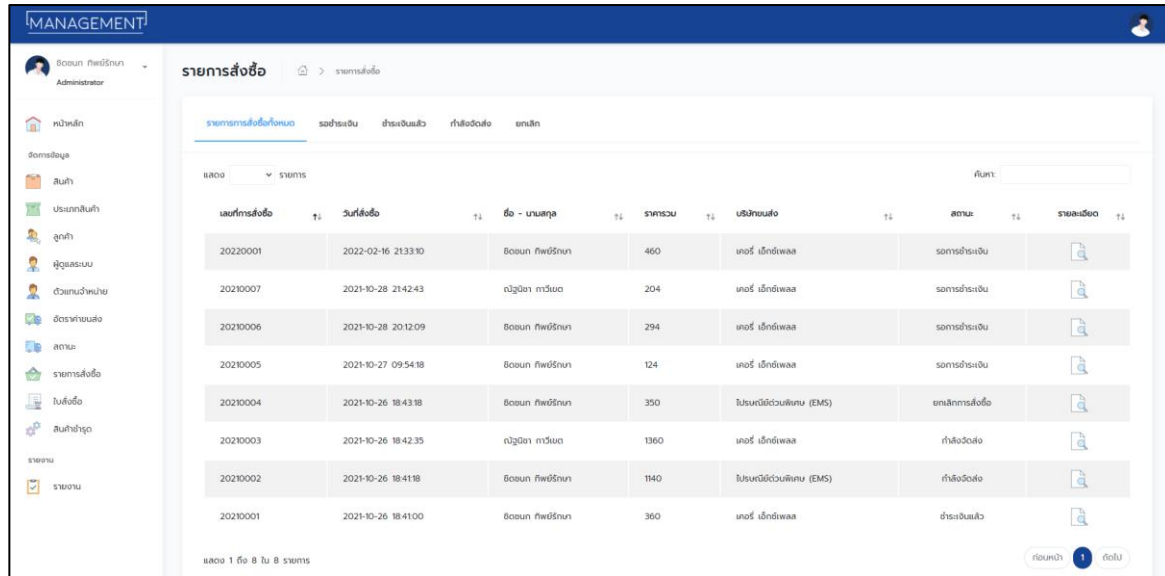 MANAGEMENT
ชิดชนก ทิพย์รักษา
Administrator
รายการสั่งซื้อ
> รายการสั่งซื้อ
หน้าหลัก
จัดการข้อมูล
สินค้า
ประเภทสินค้า
ลูกค้า
ผู้ดูแลระบบ
ตัวแทนจำหน่าย
อัตราค่าขนส่ง
สถานะ
รายการสั่งซื้อ
ใบสั่งซื้อ
สินค้าชำรุด
รายงาน
รายงาน
รายการการสั่งซื้อทั้งหมด รอชำระเงิน ชำระเงินแล้ว กำลังจัดส่ง ยกเลิก
แสดง รายการ ค้นหา:
เลขที่การสั่งซื้อ วันที่สั่งซื้อ ชื่อ - นามสกุล ราคารวม บริษัทขนส่ง สถานะ รายละเอียด
20220001 2022-02-16 21:33:10 ชิดชนก ทิพย์รักษา 460 เคอรี่ เอ็กซ์เพลส รอการชำระเงิน
20210007 2021-10-28 21:42:43 ณัฐนิชา กาวีเขต 204 เคอรี่ เอ็กซ์เพลส รอการชำระเงิน
20210006 2021-10-28 20:12:09 ชิดชนก ทิพย์รักษา 294 เคอรี่ เอ็กซ์เพลส รอการชำระเงิน
20210005 2021-10-27 09:54:18 ชิดชนก ทิพย์รักษา 124 เคอรี่ เอ็กซ์เพลส รอการชำระเงิน
20210004 2021-10-26 18:43:18 ชิดชนก ทิพย์รักษา 350 ไปรษณีย์ด่วนพิเศษ (EMS) ยกเลิกการสั่งซื้อ
20210003 2021-10-26 18:42:35 ณัฐนิชา กาวีเขต 1360 เคอรี่ เอ็กซ์เพลส กำลังจัดส่ง
20210002 2021-10-26 18:41:18 ชิดชนก ทิพย์รักษา 1140 ไปรษณีย์ด่วนพิเศษ (EMS) กำลังจัดส่ง
20210001 2021-10-26 18:41:00 ชิดชนก ทิพย์รักษา 360 เคอรี่ เอ็กซ์เพลส ชำระเงินแล้ว
แสดง 1 ถึง 8 ใน 8 รายการ ก่อนหน้า 1 ถัดไป